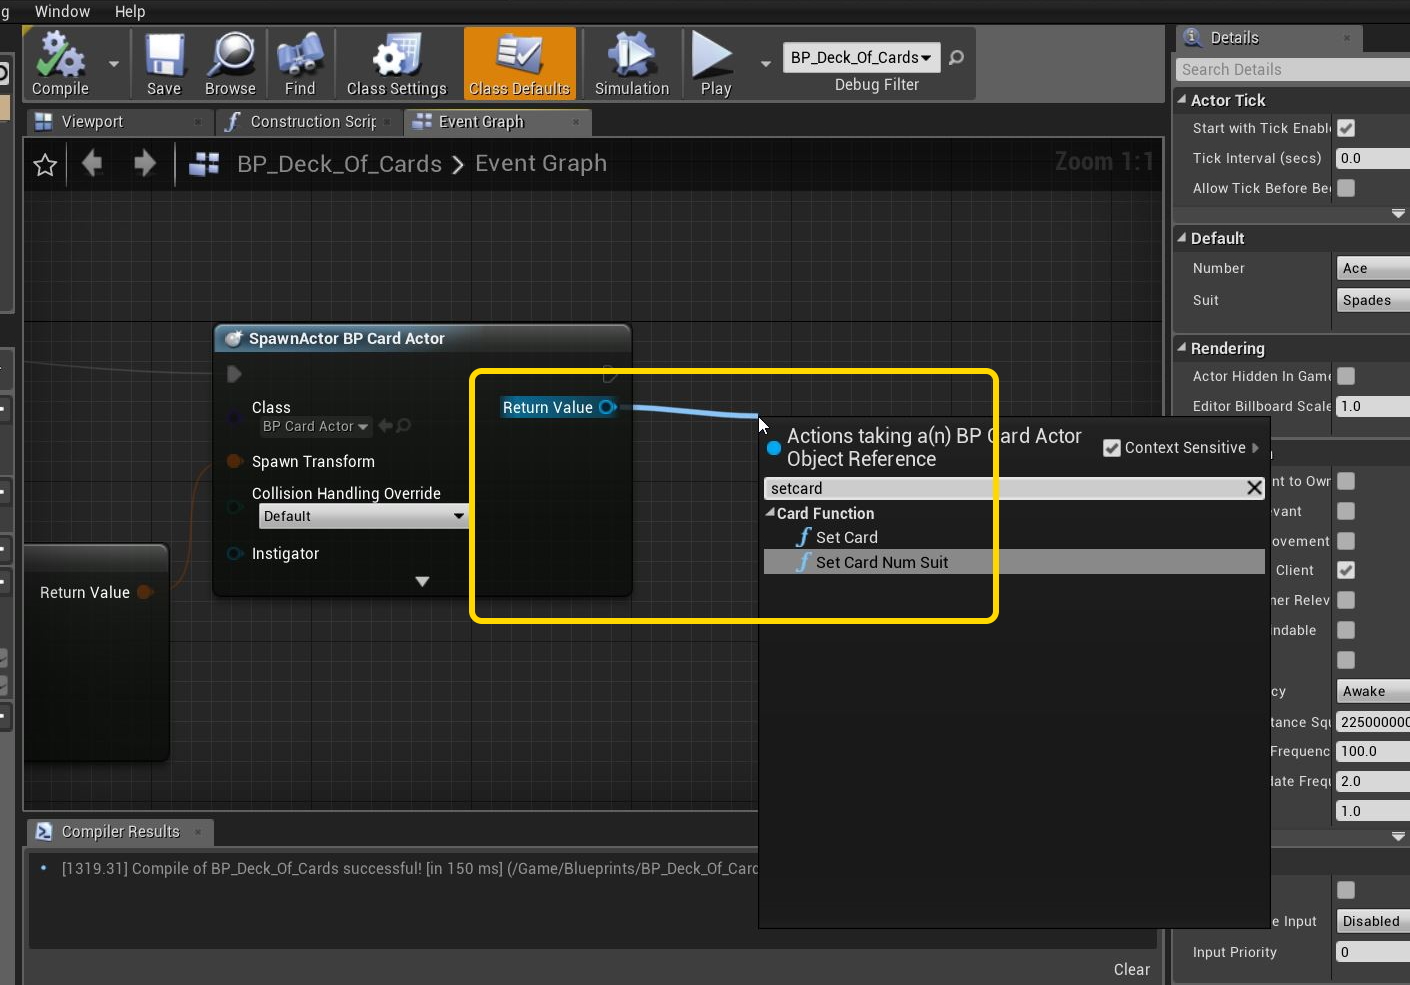 g Window Help
Compile Save Browse Find Class Settings Class Defaults Simulation Play
BP_Deck_Of_Cards
Debug Filter
Viewport Construction Scrip Event Graph
BP_Deck_Of_Cards > Event Graph
Zoom 1:1
SpawnActor BP Card Actor
Class
BP Card Actor
Spawn Transform
Collision Handling Override
Default
Instigator
Return Value
Return Value
Actions taking a(n) BP Card Actor
Object Reference
Context Sensitive
setcard
Card Function
Set Card
Set Card Num Suit
Compiler Results
[1319.31] Compile of BP_Deck_Of_Cards successful! [in 150 ms] (/Game/Blueprints/BP_Deck_Of_Card
Clear
Details
Search Details
Actor Tick
Start with Tick Enabl
Tick Interval (secs) 0.0
Allow Tick Before Be
Default
Number Ace
Suit Spades
Rendering
Actor Hidden In Game
Editor Billboard Scale 1.0
nt to Owr
evant
ovement
Client
ner Relev
ndable
cy Awake
tance Squ 225000000
Frequenc 100.0
late Frequ 2.0
1.0
e Input Disabled
Input Priority 0